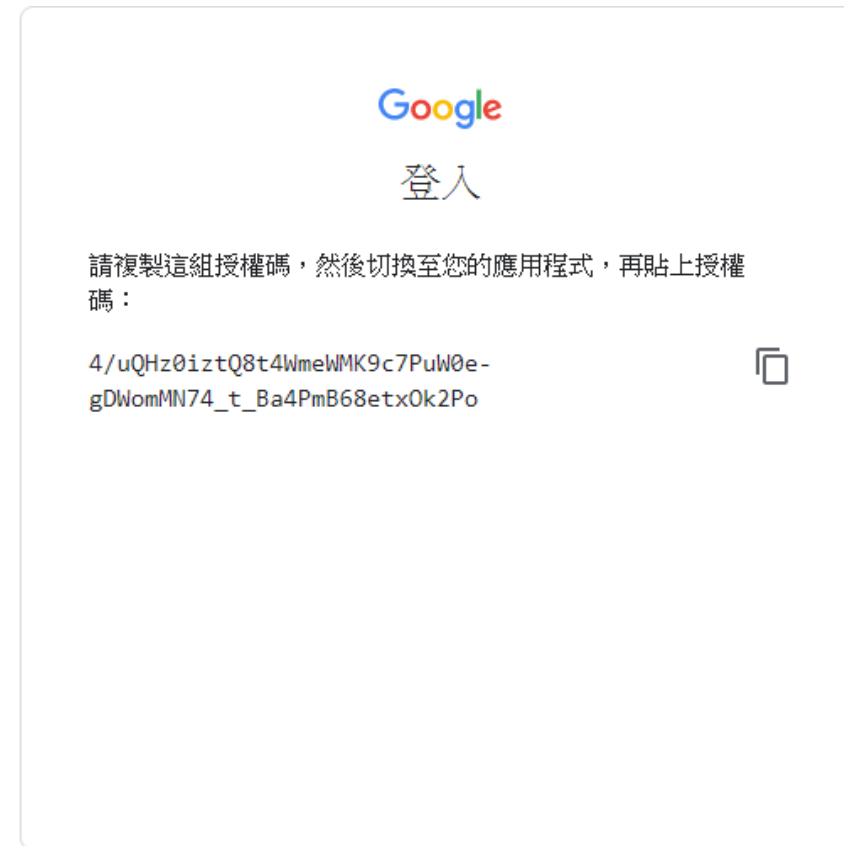 Google
登入
請複製這組授權碼，然後切換至您的應用程式，再貼上授權
碼：
4/uQHz0iztQ8t4WmeWMK9c7PuW0e-
gDWomMN74_t_Ba4PmB68etxOk2Po